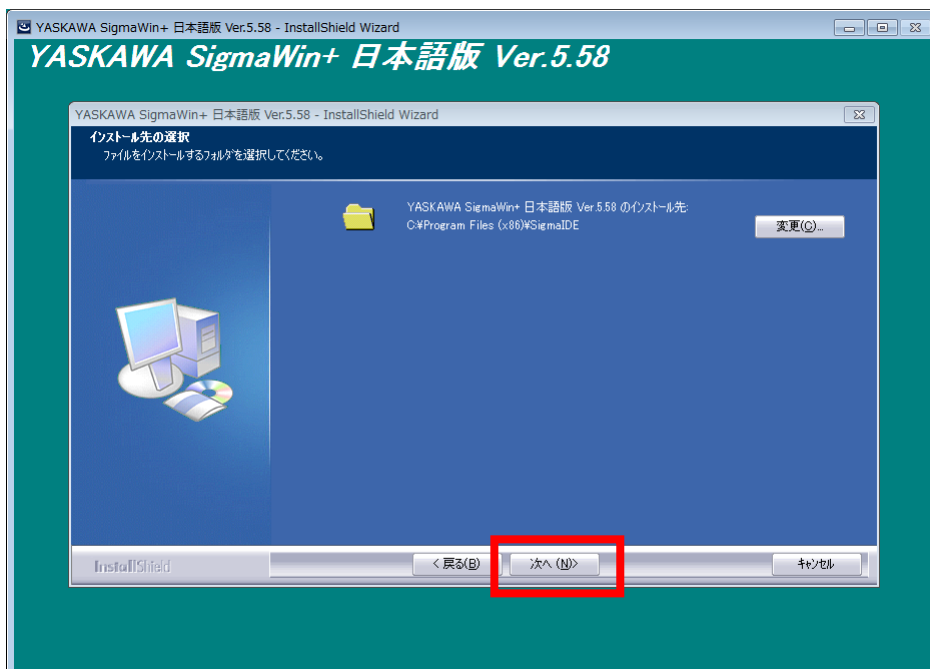 YASKAWA SigmaWin+ 日本語版 Ver.5.58 - InstallShield Wizard
YASKAWA SigmaWin+ 日本語版 Ver.5.58
YASKAWA SigmaWin+ 日本語版 Ver.5.58 - InstallShield Wizard
インストール先の選択
ファイルをインストールするフォルダを選択してください。
YASKAWA SigmaWin+ 日本語版 Ver.5.58 のインストール先:
C:¥Program Files (x86)¥SigmaIDE
変更(C)...
InstallShield
< 戻る(B)
次へ (N)>
キャンセル